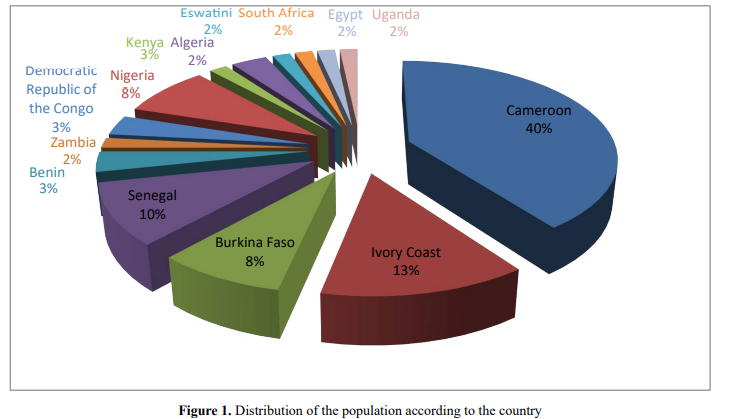 Eswatini
2%
South Africa
2%
Egypt
2%
Uganda
2%
Kenya
3%
Algeria
2%
Nigeria
8%
Democratic
Republic of
the Congo
3%
Zambia
2%
Benin
3%
Senegal
10%
Burkina Faso
8%
Ivory Coast
13%
Cameroon
40%
Figure 1. Distribution of the population according to the country